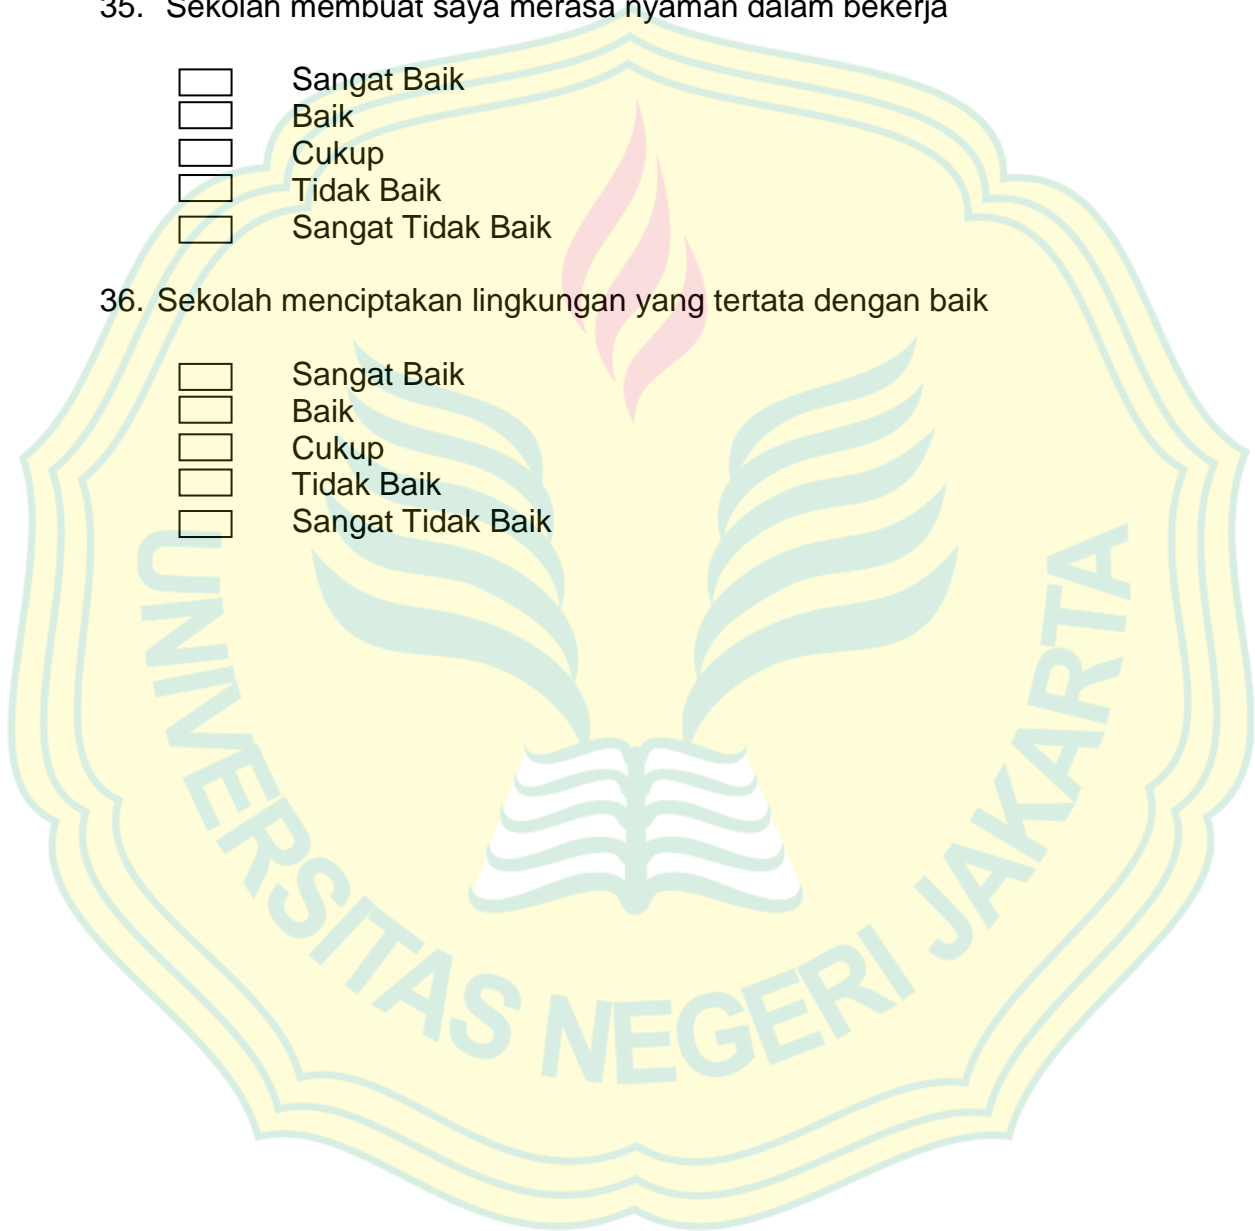 35. Sekolah membuat saya merasa nyaman dalam bekerja
Sangat Baik
Baik
Cukup
Tidak Baik
Sangat Tidak Baik
36. Sekolah menciptakan lingkungan yang tertata dengan baik
Sangat Baik
Baik
Cukup
Tidak Baik
Sangat Tidak Baik
UNIVERSITAS NEGERI JAKARTA